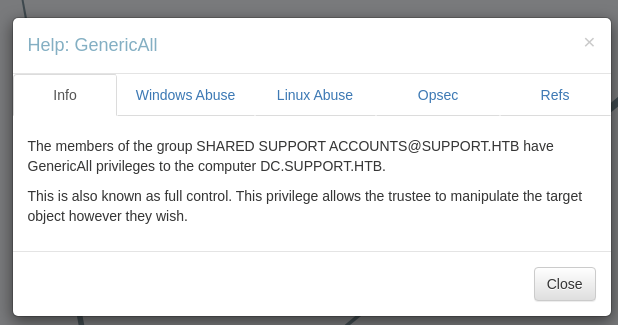 Help: GenericAll
×
Info Windows Abuse Linux Abuse Opsec Refs
The members of the group SHARED SUPPORT ACCOUNTS@SUPPORT.HTB have
GenericAll privileges to the computer DC.SUPPORT.HTB.
This is also known as full control. This privilege allows the trustee to manipulate the target
object however they wish.
Close